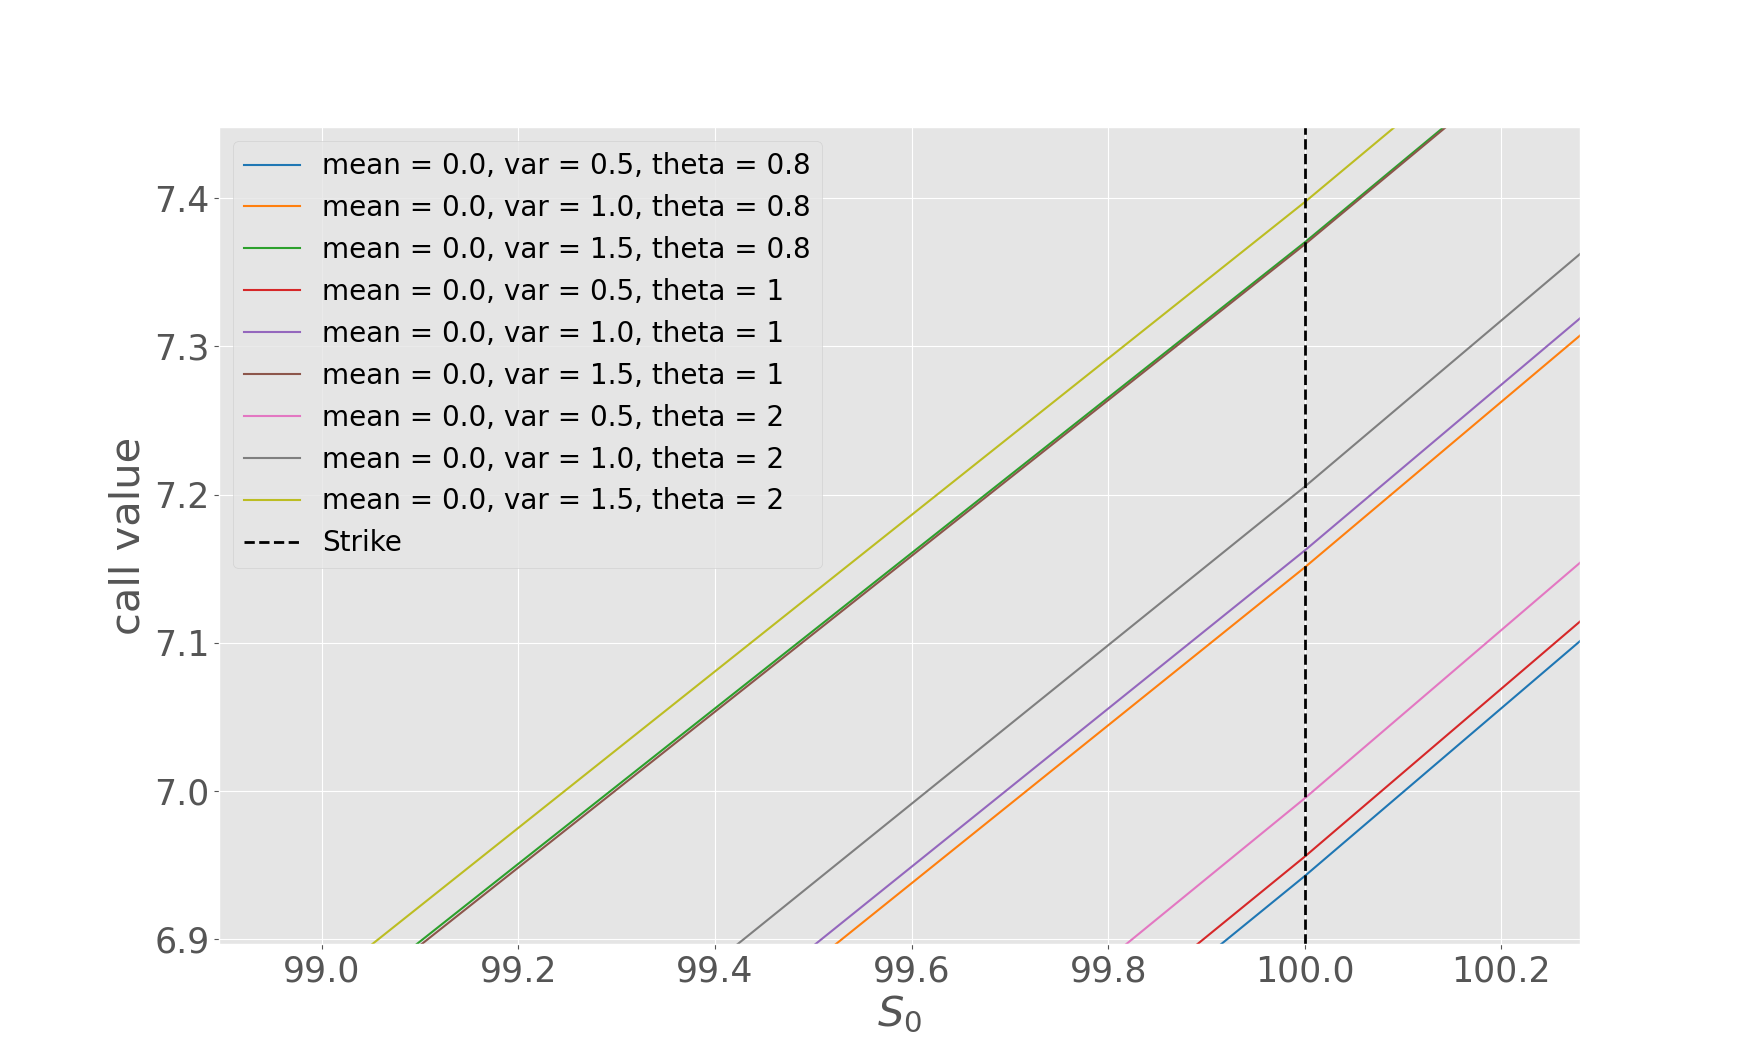 mean = 0.0, var = 0.5, theta = 0.8
mean = 0.0, var = 1.0, theta = 0.8
mean = 0.0, var = 1.5, theta = 0.8
mean = 0.0, var = 0.5, theta = 1
mean = 0.0, var = 1.0, theta = 1
mean = 0.0, var = 1.5, theta = 1
mean = 0.0, var = 0.5, theta = 2
mean = 0.0, var = 1.0, theta = 2
mean = 0.0, var = 1.5, theta = 2
Strike
call value
7.4
7.3
7.2
7.1
7.0
6.9
99.0 99.2 99.4 99.6 99.8 100.0 100.2
S₀